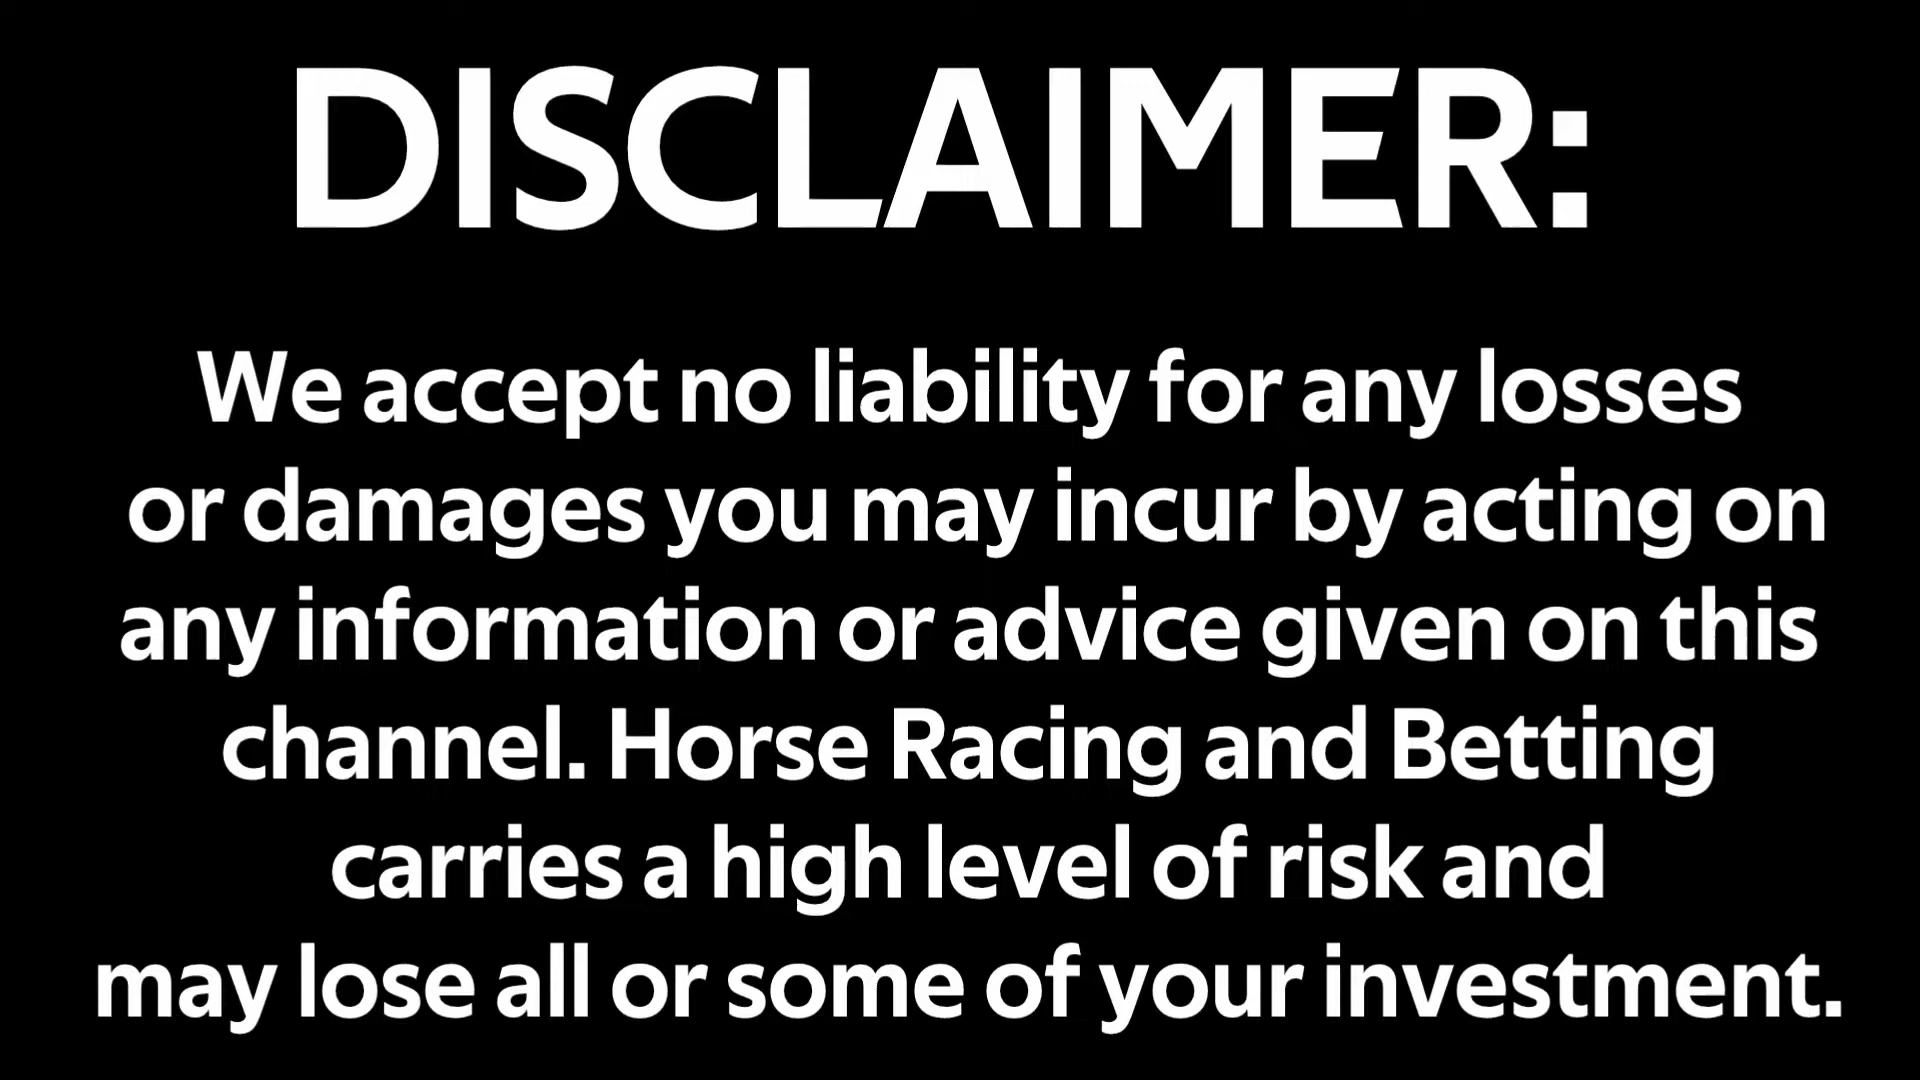 DISCLAIMER:
We accept no liability for any losses
or damages you may incur by acting on
any information or advice given on this
channel. Horse Racing and Betting
carries a high level of risk and
may lose all or some of your investment.